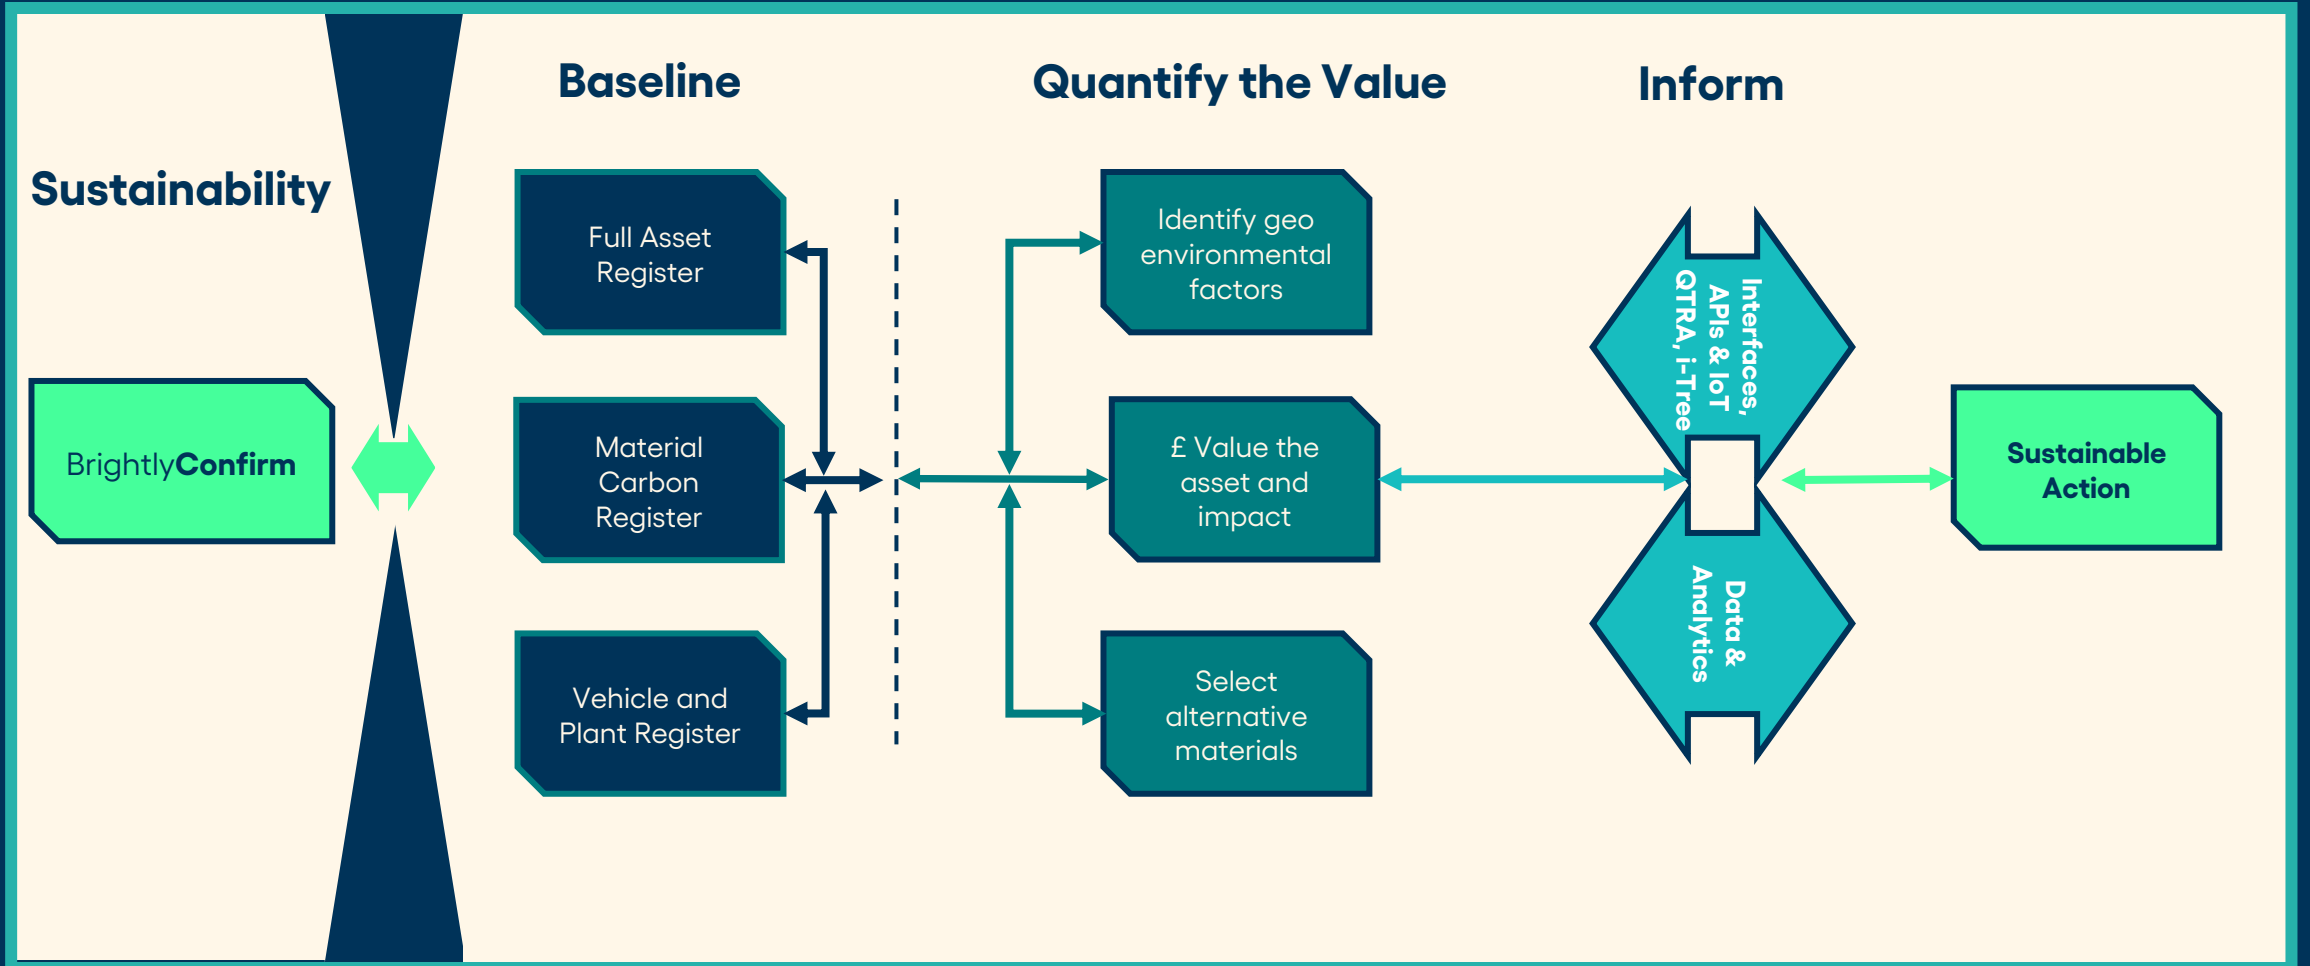 Sustainability
BrightlyConfirm
Baseline
Full Asset
Register
Material
Carbon
Register
Vehicle and
Plant Register
Quantify the Value
Identify geo
environmental
factors
£ Value the
asset and
impact
Select
alternative
materials
Inform
Interfaces,
APIs & IoT
QTRA, i-Tree
Data &
Analytics
Sustainable
Action